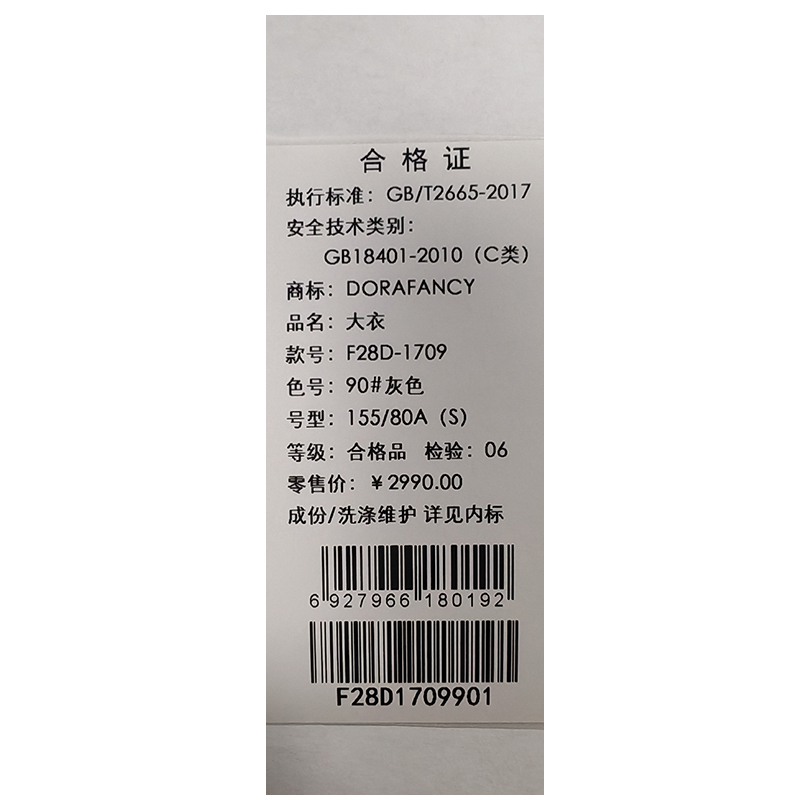 合格证
执行标准：GB/T2665-2017
安全技术类别：
GB18401-2010（C类）
商标：DORAFANCY
品名：大衣
款号：F28D-1709
色号：90#灰色
号型：155/80A（S）
等级：合格品 检验：06
零售价：￥2990.00
成份/洗涤维护 详见内标
6 927966 180192
F28D1709901